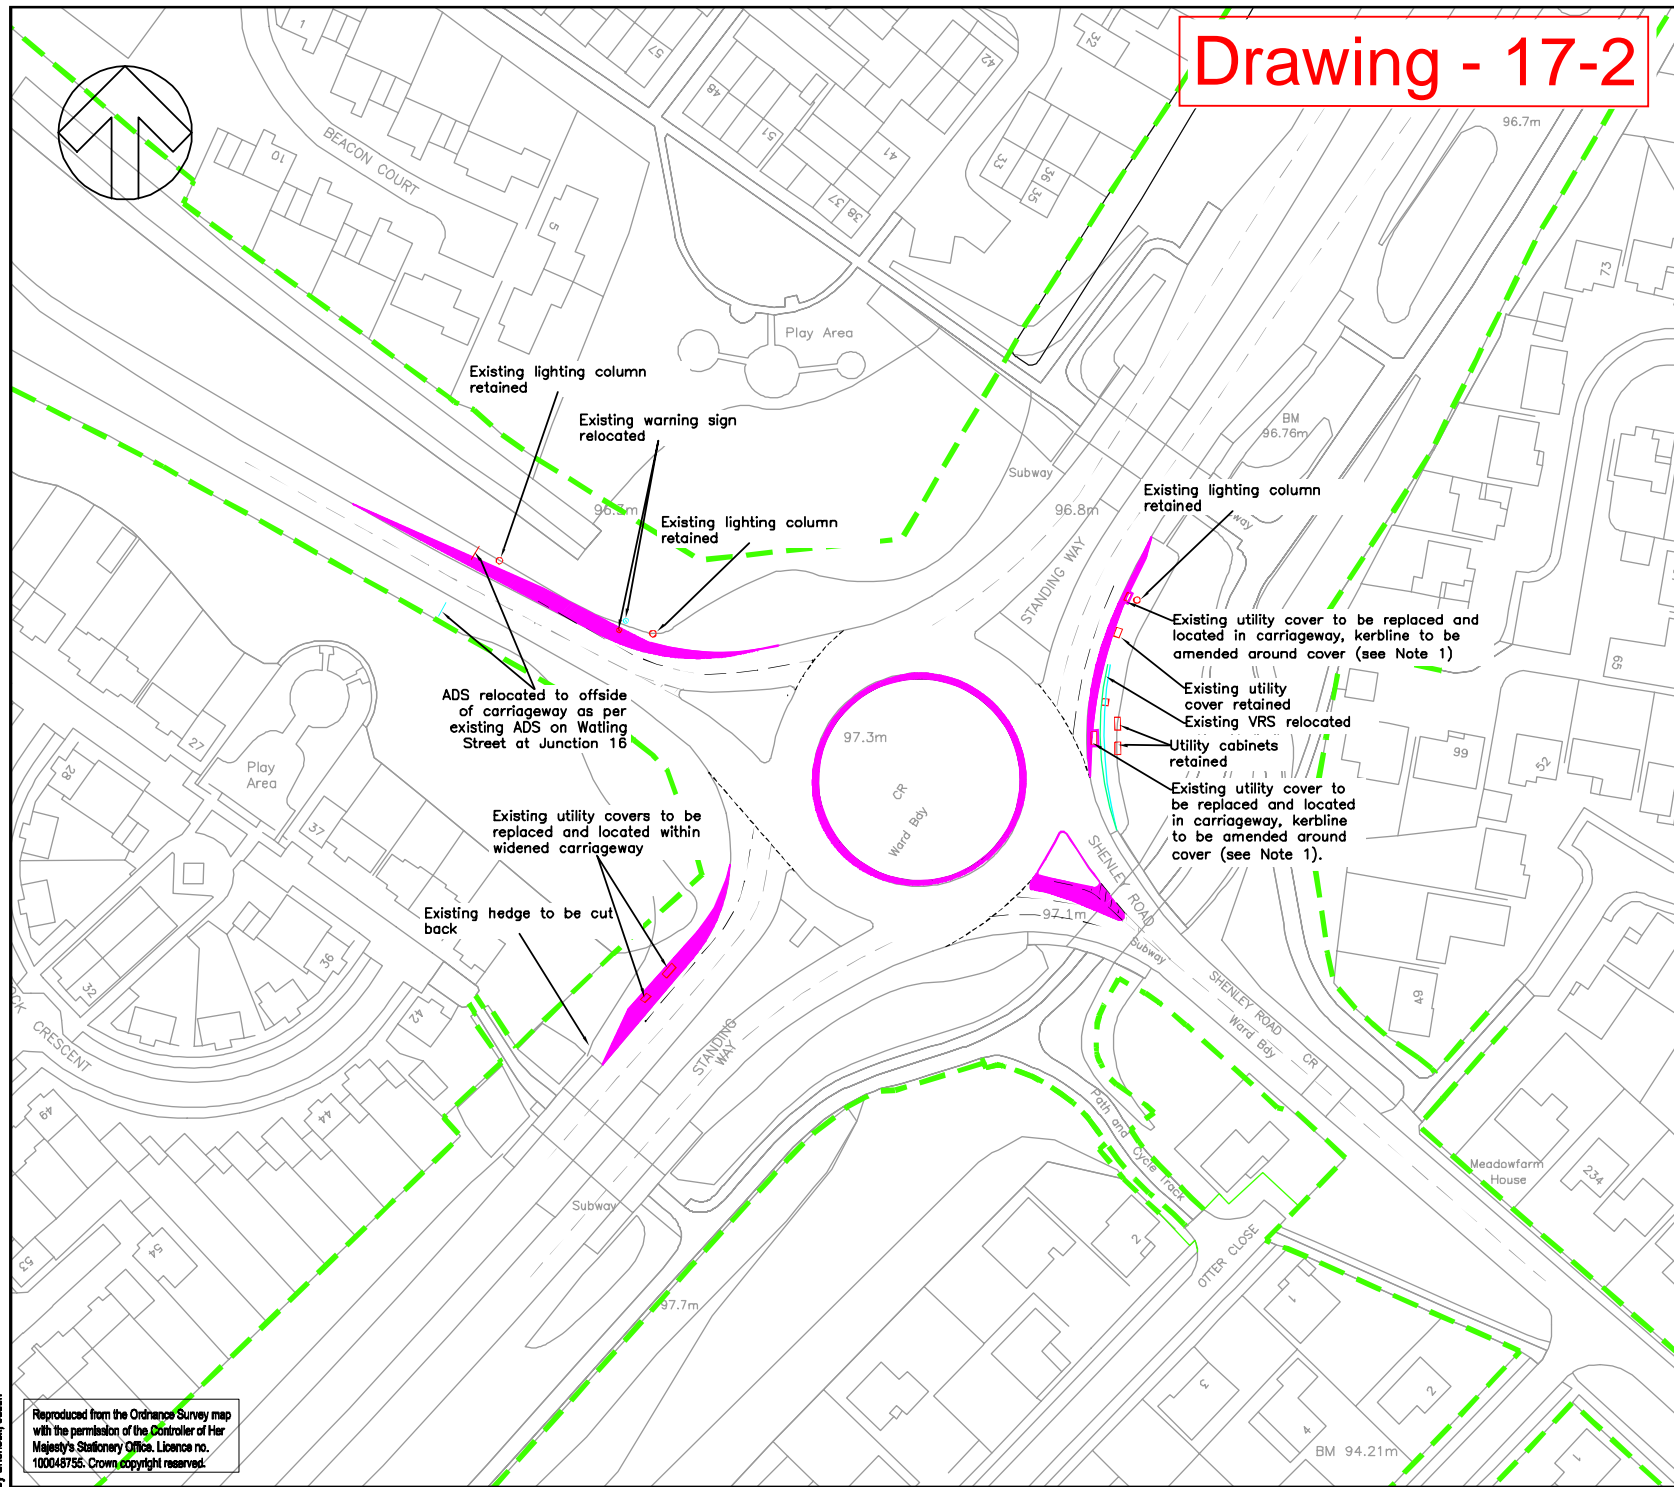 Drawing - 17-2
96.7m
1
57
42
32
48
51
41
33
36
35
38
37
10
BEACON COURT
5
73
Play Area
Existing lighting column
retained
Existing warning sign
relocated
BM
96.76m
Subway
96.3m
Existing lighting column
retained
96.8m
Existing lighting column
retained
way
STANDING WAY
Existing utility cover to be replaced and
located in carriageway, kerbline to be
amended around cover (see Note 1)
65
Existing utility
cover retained
Existing VRS relocated
Utility cabinets
retained
ADS relocated to offside
of carriageway as per
existing ADS on Watling
Street at Junction 16
97.3m
66
52
27
28
Play
Area
CR
Ward Bdy
Existing utility cover to
be replaced and located
in carriageway, kerbline
to be amended around
cover (see Note 1).
37
Existing utility covers to be
replaced and located within
widened carriageway
SHENLEY ROAD
Existing hedge to be cut
back
97.1m
Subway
36
32
42
SHENLEY ROAD
Ward Bdy
CR
49
CRESCENT
STANDING
WAY
49
44
Path and Cycle Track
Meadowfarm
House
234
Subway
2
OTTER CLOSE
54
53
97.7m
1
3
4
2
1
BM 94.21m
Reproduced from the Ordnance Survey map
with the permission of the Controller of Her
Majesty's Stationery Office. Licence no.
100048755. Crown copyright reserved.